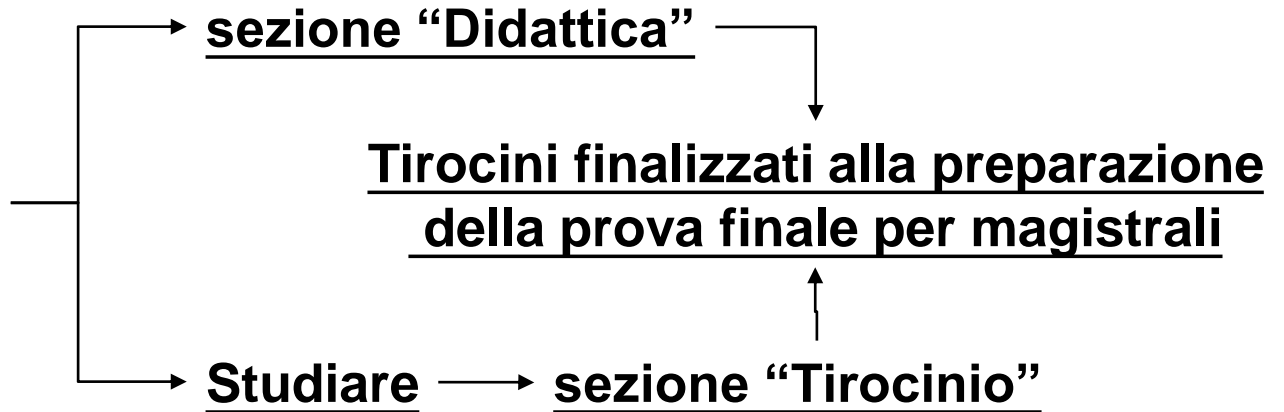 sezione “Didattica”
Tirocini finalizzati alla preparazione
della prova finale per magistrali
Studiare
sezione “Tirocinio”